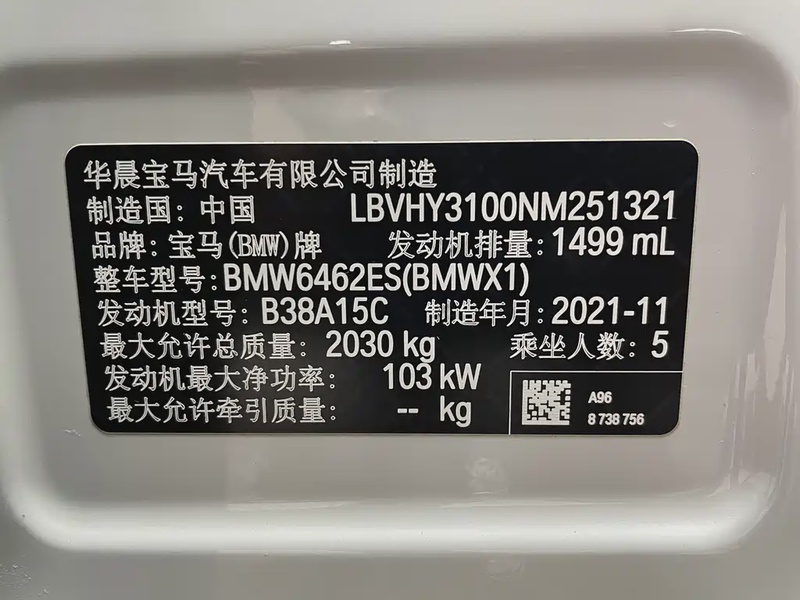 华晨宝马汽车有限公司制造
制造国: 中国 LBVHY3100NM251321
品牌: 宝马(BMW)牌 发动机排量: 1499 mL
整车型号: BMW6462ES(BMWX1)
发动机型号: B38A15C 制造年月: 2021-11
最大允许总质量: 2030 kg 乘坐人数: 5
发动机最大净功率: 103 kW
最大允许牵引质量: -- kg
A96
8 738 756